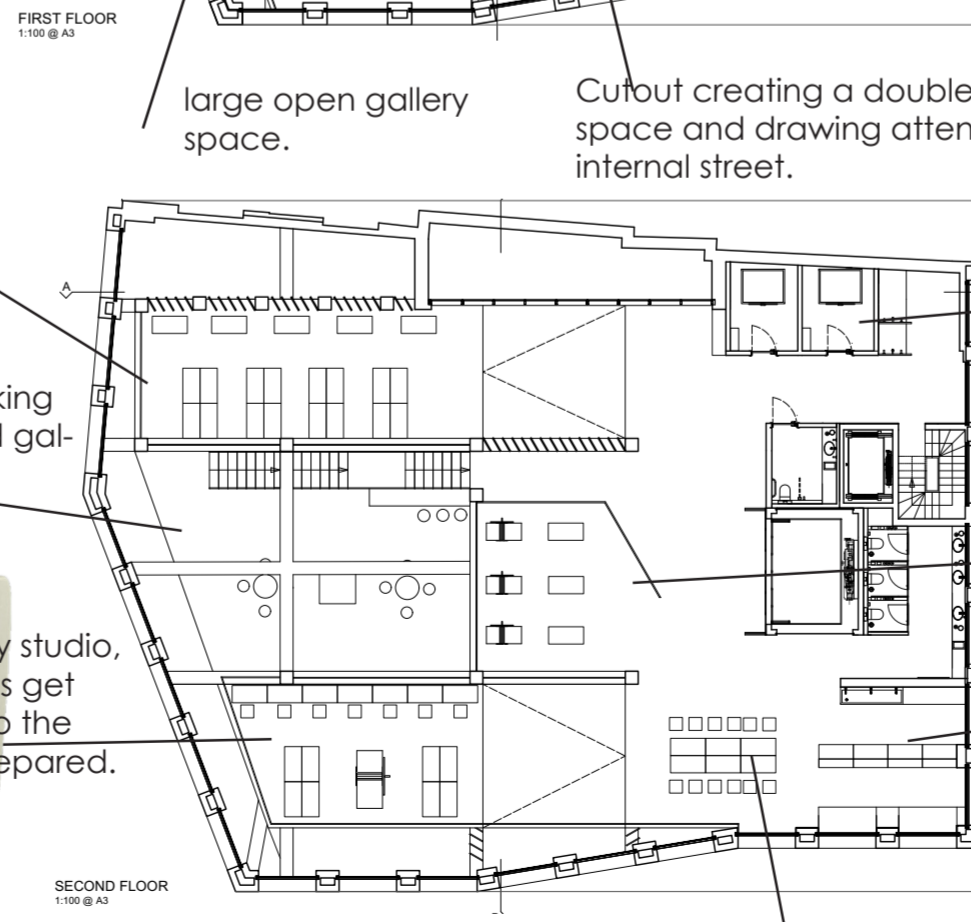 FIRST FLOOR
1:100 @ A3
large open gallery
space.
Cutout creating a double
space and drawing atten
internal street.
A
king
l gal-
y studio,
s get
o the
epared.
SECOND FLOOR
1:100 @ A3